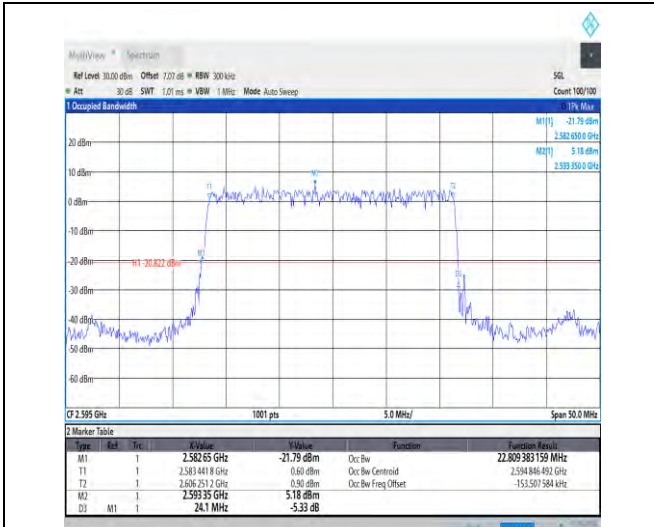 MultiView Spectrum
Ref Level 30.00 dBm Offset 7.07 dB RBW 300 kHz SGL
Att 30 dB SWT 1.01 ms VBW 1 MHz Mode Auto Sweep Count 100/100
1 Occupied Bandwidth 1Pk Max
M1[1] -21.79 dBm
2.582 650 0 GHz
M2[1] 5.18 dBm
2.593 350 0 GHz
20 dBm
10 dBm
0 dBm
-10 dBm
-20 dBm
H1 -20.822 dBm
-30 dBm
-40 dBm
-50 dBm
-60 dBm
T1
M2
T2
M1
D3
CF 2.595 GHz 1001 pts 5.0 MHz/ Span 50.0 MHz
2 Marker Table
Type Ref Trc X-Value Y-Value Function Function Result
M1 1 2.582 65 GHz -21.79 dBm Occ Bw 22.809 383 159 MHz
T1 1 2.583 441 8 GHz 0.60 dBm Occ Bw Centroid 2.594 846 492 GHz
T2 1 2.606 251 2 GHz 0.90 dBm Occ Bw Freq Offset -153.507 584 kHz
M2 1 2.593 35 GHz 5.18 dBm
D3 M1 1 24.1 MHz -5.33 dB